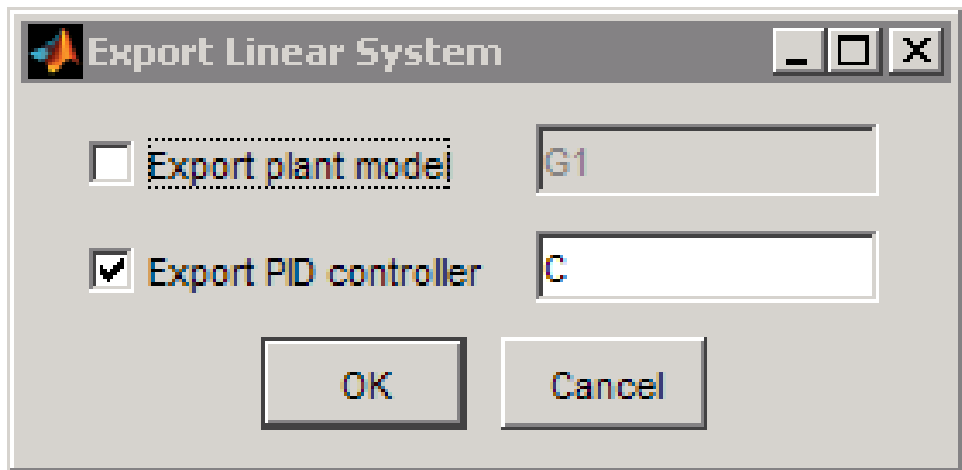 Export Linear System
Export plant model G1
Export PID controller C
OK Cancel